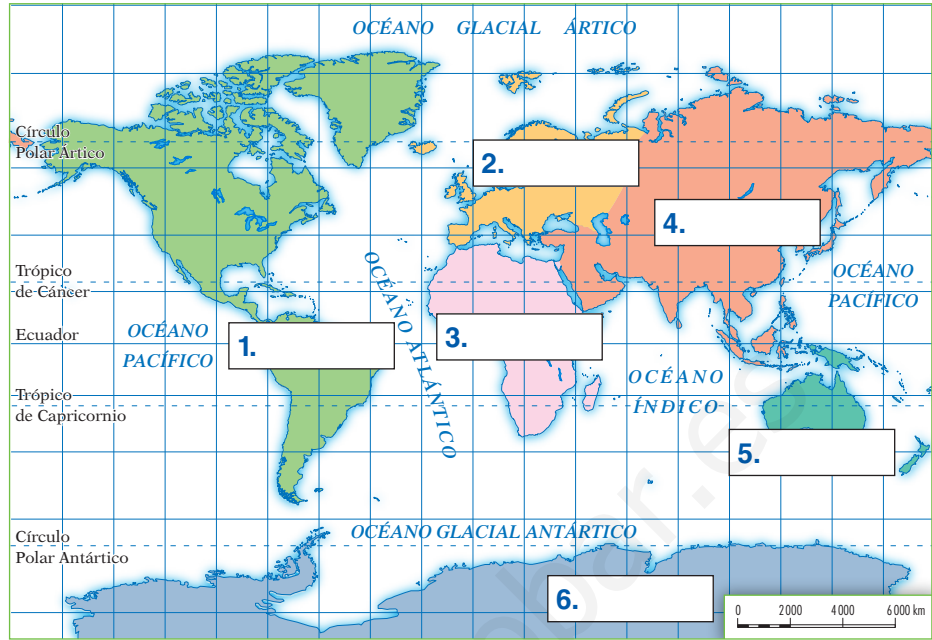 OCÉANO GLACIAL ÁRTICO
Círculo
Polar Ártico
2.
4.
Trópico
de Cáncer
OCÉANO
PACÍFICO
OCÉANO ATLÁNTICO
Ecuador
OCÉANO
PACÍFICO
1.
3.
OCÉANO
ÍNDICO
Trópico
de Capricornio
5.
Círculo
Polar Antártico
OCÉANO GLACIAL ANTÁRTICO
6.
0 2000 4000 6000 km